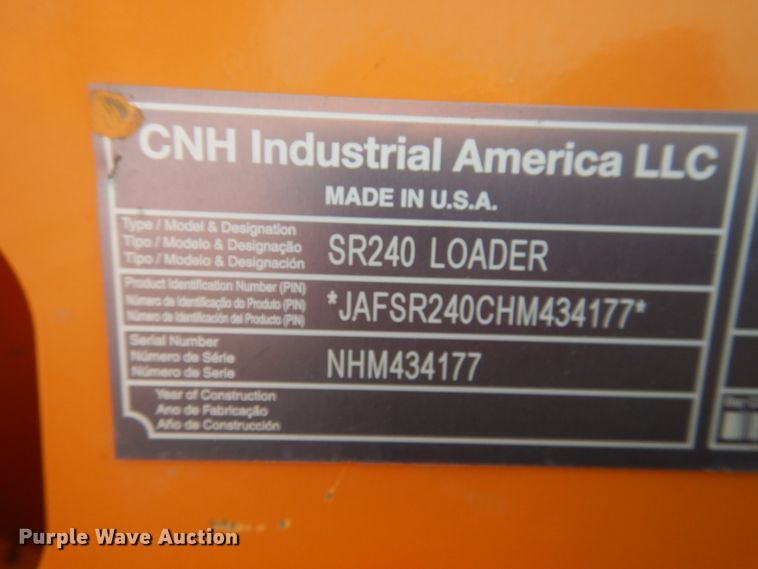 CNH Industrial America LLC
MADE IN U.S.A.
Type / Model & Designation
Tipo / Modelo & Designação
Tipo / Modelo & Designación
SR240 LOADER
Product Identification Number (PIN)
Número de Identificação do Produto (PIN)
Número de Identificación del Producto (PIN)
*JAFSR240CHM434177*
Serial Number
Número de Série
Número de Serie
NHM434177
Year of Construction
Ano de Fabricação
Año de Construcción
Purple Wave Auction